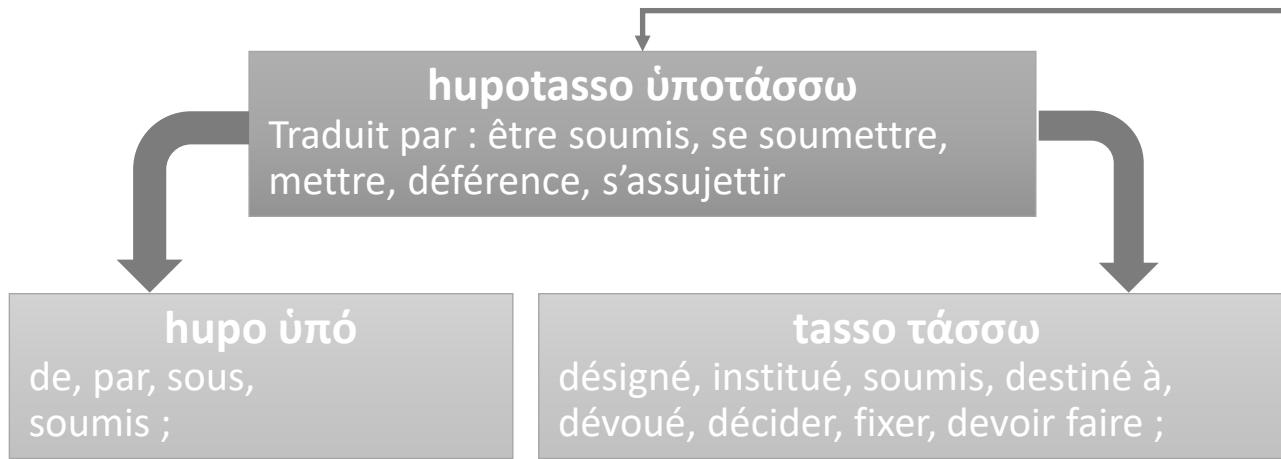 hupotasso ὑποτάσσω
Traduit par : être soumis, se soumettre,
mettre, déférence, s’assujettir
hupo ὑπό
de, par, sous,
soumis ;
tasso τάσσω
désigné, institué, soumis, destiné à,
dévoué, décider, fixer, devoir faire ;